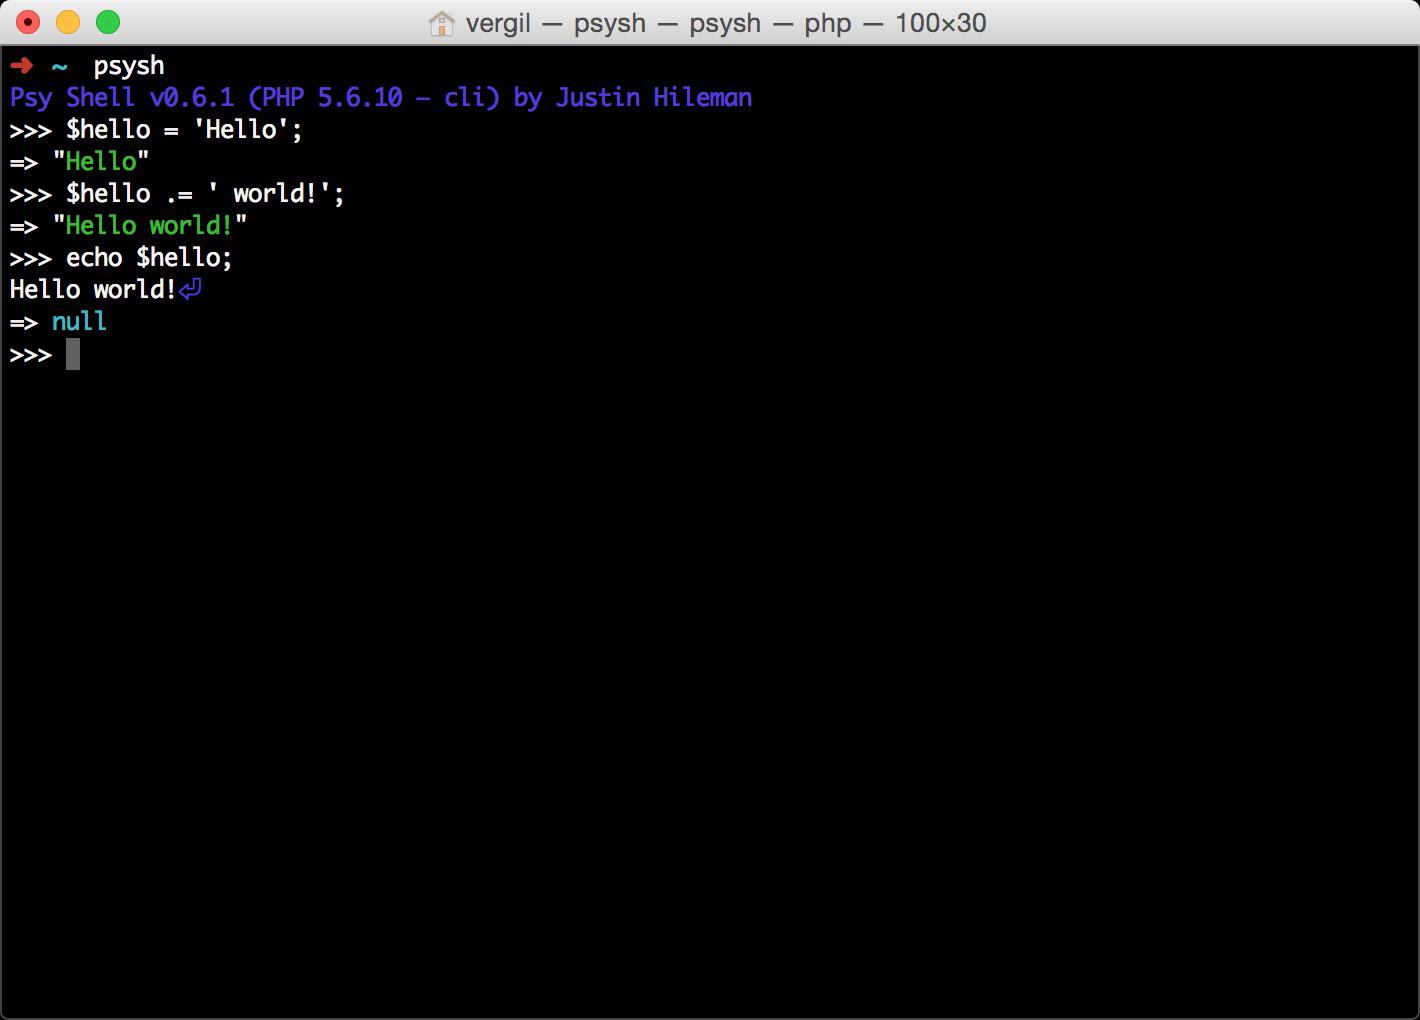 vergil — psysh — psysh — php — 100×30
➜ ~ psysh
Psy Shell v0.6.1 (PHP 5.6.10 — cli) by Justin Hileman
>>> $hello = 'Hello';
=> "Hello"
>>> $hello .= ' world!';
=> "Hello world!"
>>> echo $hello;
Hello world!⏎
=> null
>>>